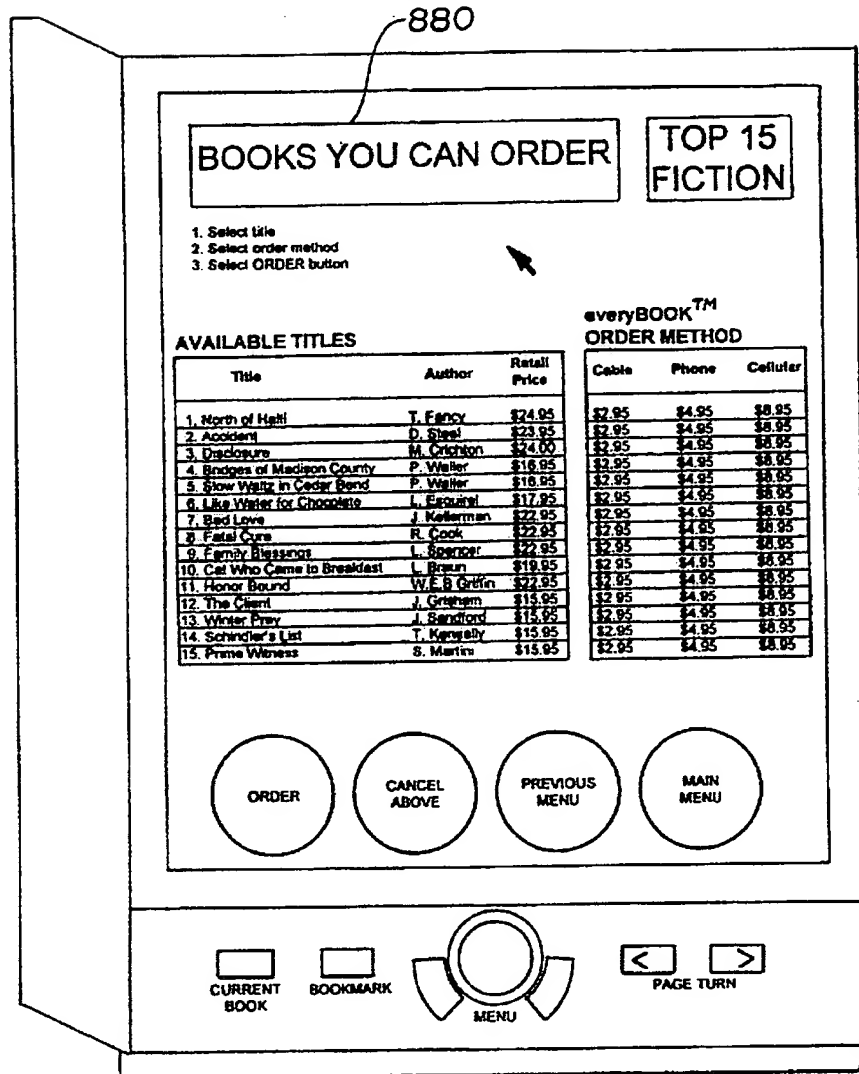 880
BOOKS YOU CAN ORDER
TOP 15
FICTION
1. Select title
2. Select order method
3. Select ORDER button
AVAILABLE TITLES
everyBOOK™
ORDER METHOD
Title Author Retail Price Cable Phone Cellular
1. North of Haiti T. Fancy $24.95 $2.95 $4.95 $8.95
2. Accident D. Steel $23.95 $2.95 $4.95 $8.95
3. Disclosure M. Crichton $24.00 $2.95 $4.95 $8.95
4. Bridges of Madison County P. Waller $16.95 $2.95 $4.95 $8.95
5. Slow Waltz in Cedar Bend P. Waller $16.95 $2.95 $4.95 $8.95
6. Like Water for Chocolate L. Esquirel $17.95 $2.95 $4.95 $8.95
7. Bad Love J. Kellerman $22.95 $2.95 $4.95 $8.95
8. Fatal Cure R. Cook $22.95 $2.95 $4.95 $8.95
9. Family Blessings L. Spencer $22.95 $2.95 $4.95 $8.95
10. Cat Who Came to Breakfast L. Braun $19.95 $2.95 $4.95 $8.95
11. Honor Bound W.E.B Griffin $22.95 $2.95 $4.95 $8.95
12. The Client J. Grisham $15.95 $2.95 $4.95 $8.95
13. Winter Prey J. Sandford $15.95 $2.95 $4.95 $8.95
14. Schindler's List T. $15.95 $2.95 $4.95 $8.95
15. Prime Witness S. Martini $15.95 $2.95 $4.95 $8.95
ORDER
CANCEL
ABOVE
PREVIOUS
MENU
MAIN
MENU
CURRENT
BOOK
BOOKMARK
MENU
< >
PAGE TURN